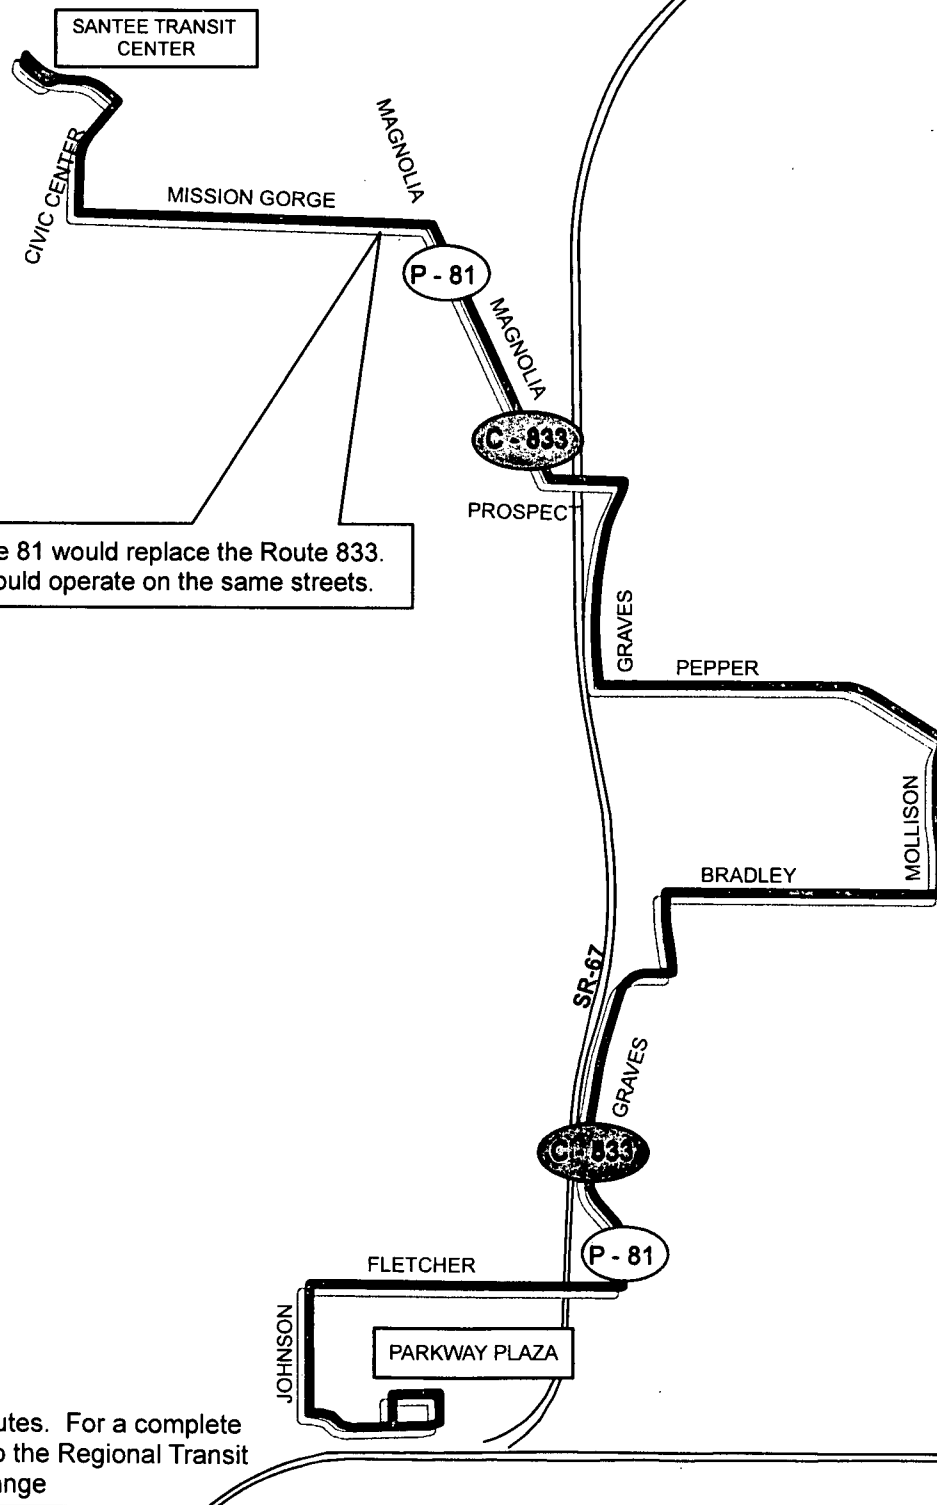 SANTEE TRANSIT
CENTER
MAGNOLIA
CIVIC CENTER
MISSION GORGE
P - 81
MAGNOLIA
C - 833
PROSPECT
e 81 would replace the Route 833.
ould operate on the same streets.
GRAVES
PEPPER
MOLLISON
BRADLEY
SR-67
GRAVES
C - 833
P - 81
FLETCHER
JOHNSON
PARKWAY PLAZA
utes. For a complete
o the Regional Transit
ange